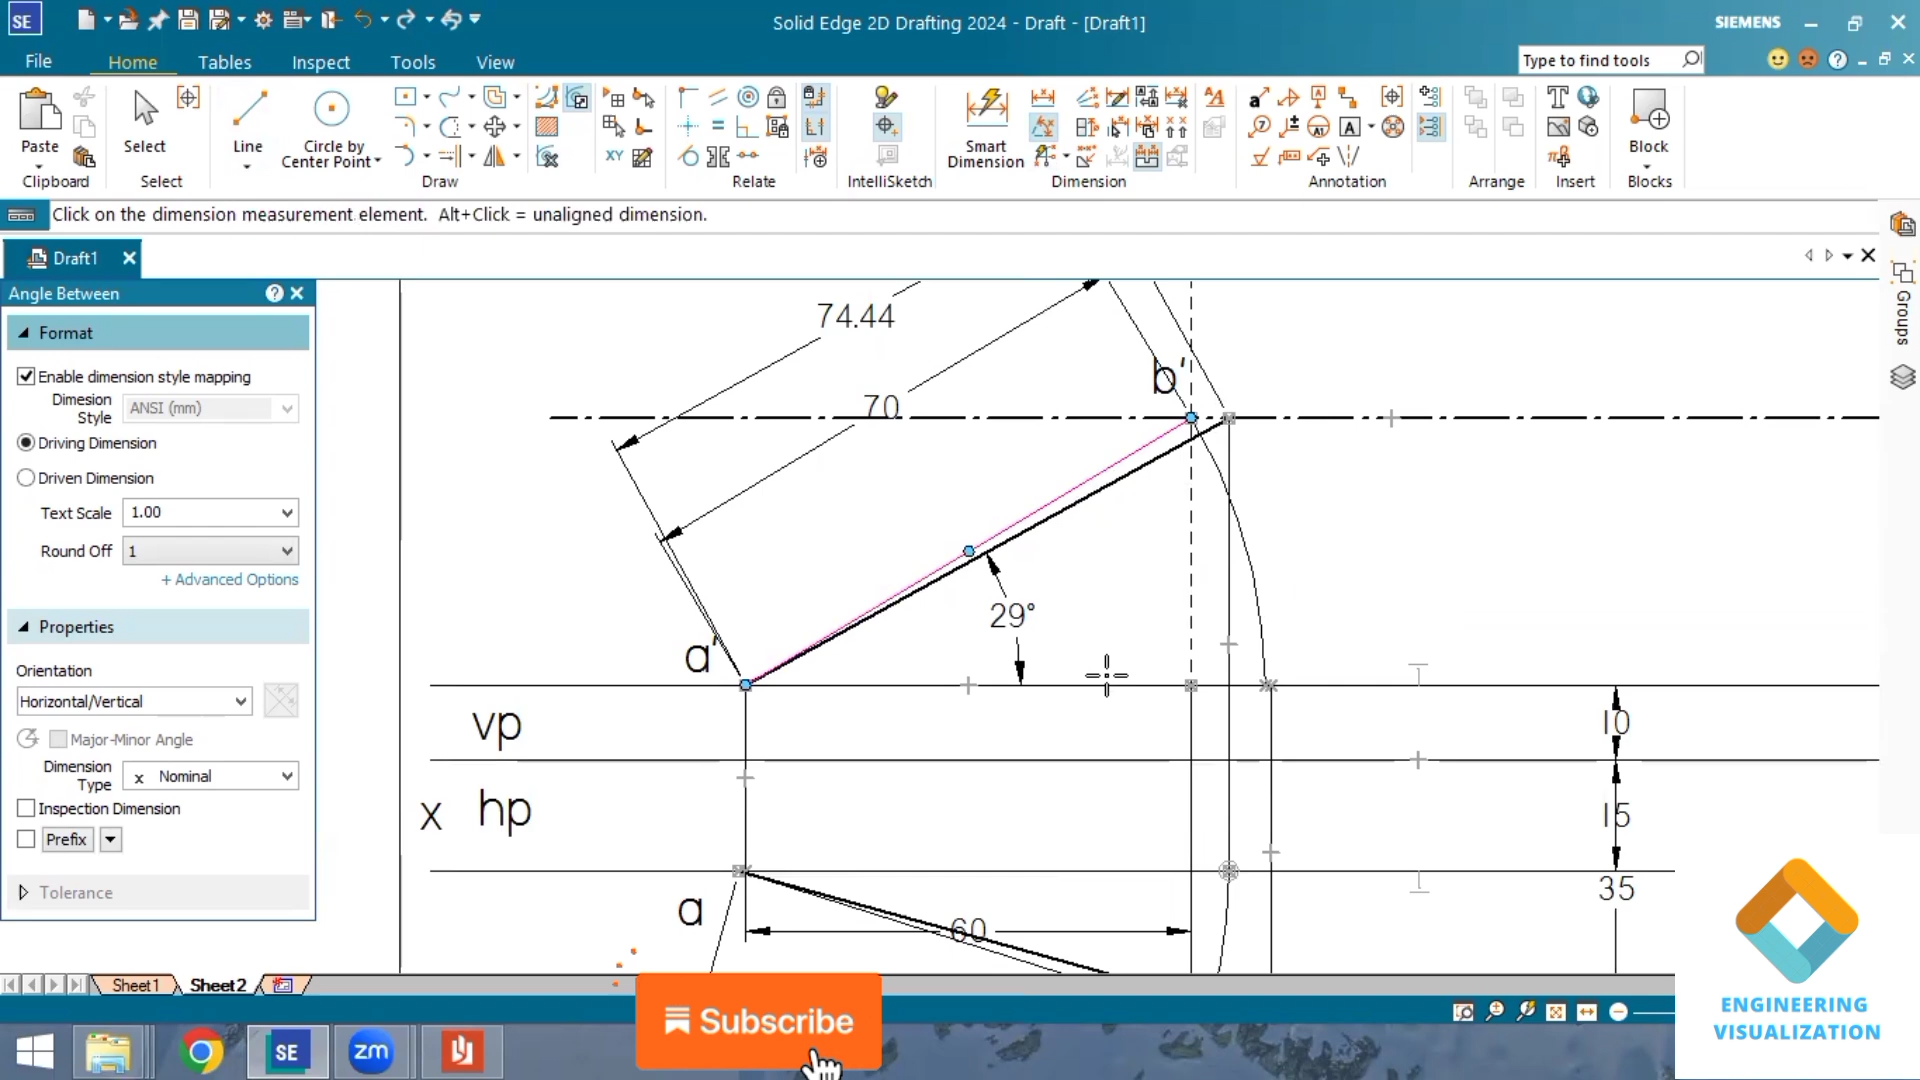 SE
Solid Edge 2D Drafting 2024 - Draft - [Draft1]
SIEMENS
File
Home
Tables
Inspect
Tools
View
Type to find tools
Paste
Select
Line
Circle by
Center Point
XY
Smart
Dimension
Block
Clipboard
Select
Draw
Relate
IntelliSketch
Dimension
Annotation
Arrange
Insert
Blocks
Click on the dimension measurement element. Alt+Click = unaligned dimension.
Draft1
Groups
Angle Between
Format
Enable dimension style mapping
Dimesion
Style
ANSI (mm)
Driving Dimension
Driven Dimension
Text Scale
1.00
Round Off
1
+ Advanced Options
Properties
Orientation
Horizontal/Vertical
Major-Minor Angle
Dimension
Type
x Nominal
Inspection Dimension
Prefix
Tolerance
74.44
b'
70
29°
a'
vp
10
x hp
15
35
a
60
Sheet1
Sheet2
Subscribe
SE
zm
ENGINEERING
VISUALIZATION